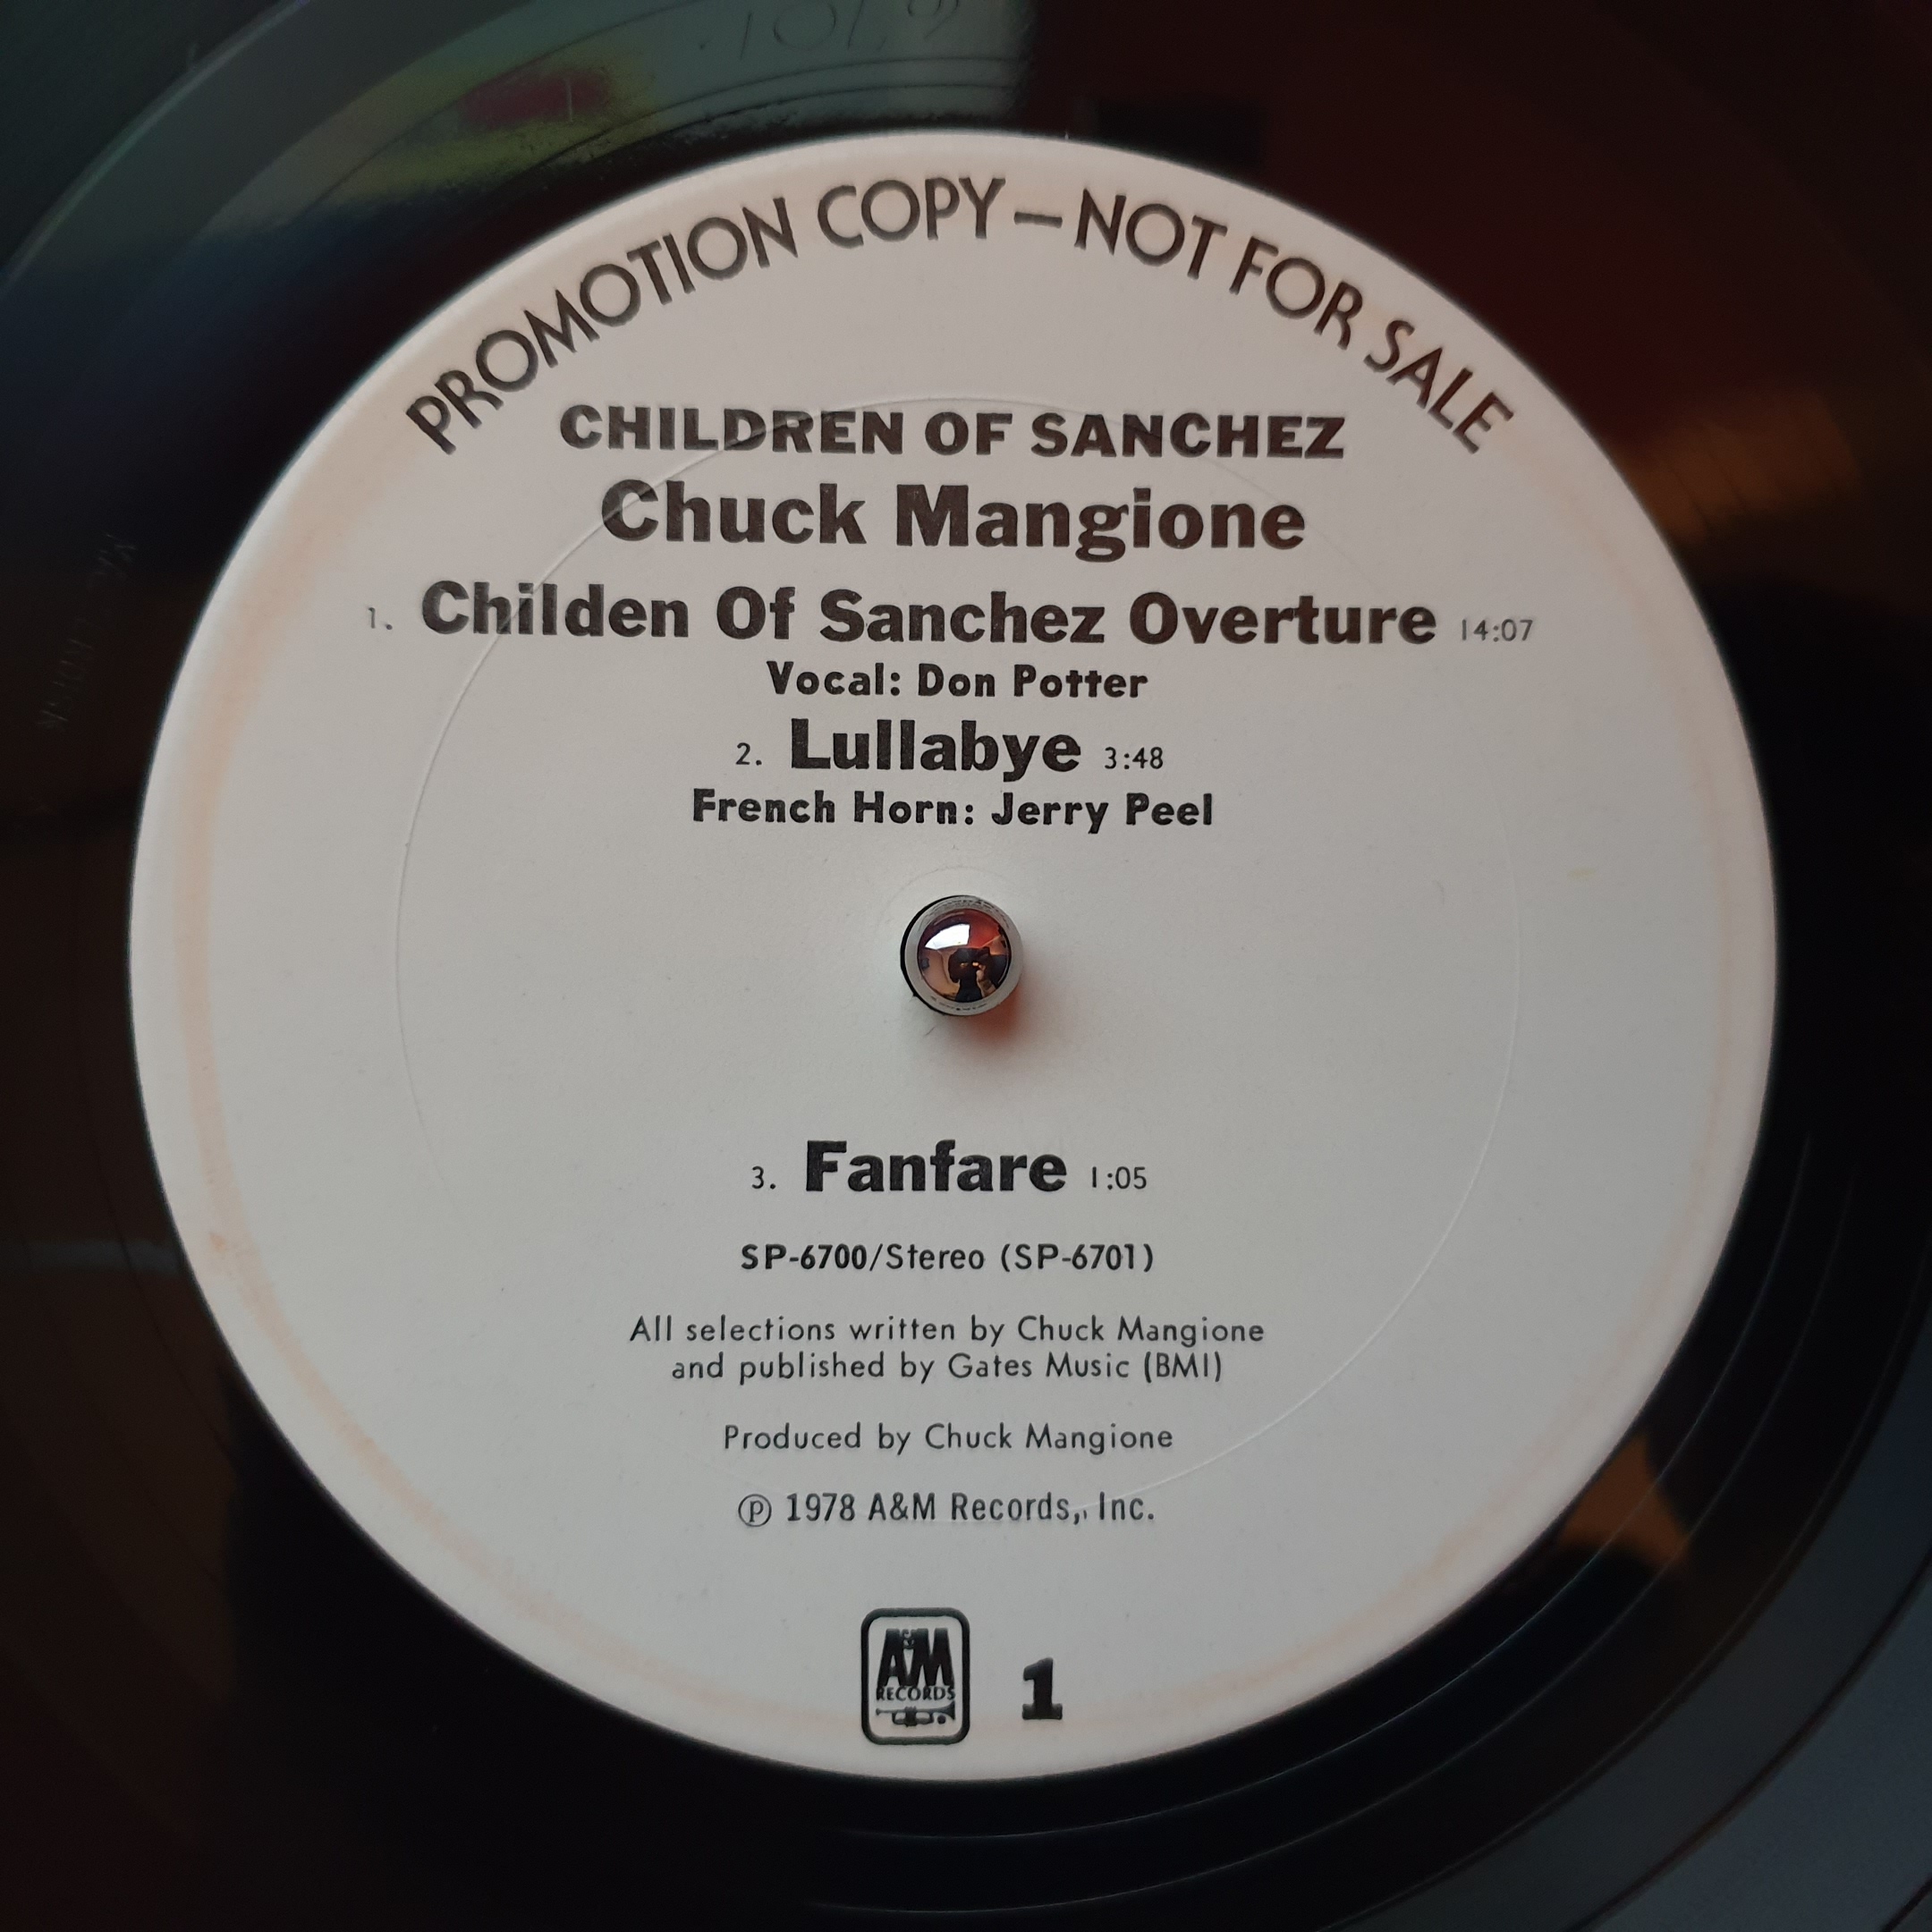 PROMOTION COPY—NOT FOR SALE
CHILDREN OF SANCHEZ
Chuck Mangione
1. Childen Of Sanchez Overture 14:07
Vocal: Don Potter
2. Lullabye 3:48
French Horn: Jerry Peel
3. Fanfare 1:05
SP-6700/Stereo (SP-6701)
All selections written by Chuck Mangione
and published by Gates Music (BMI)
Produced by Chuck Mangione
℗ 1978 A&M Records, Inc.
A&M
RECORDS
1